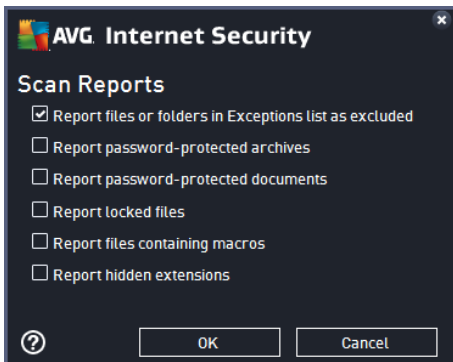 AVG. Internet Security
Scan Reports
Report files or folders in Exceptions list as excluded
Report password-protected archives
Report password-protected documents
Report locked files
Report files containing macros
Report hidden extensions
? OK Cancel